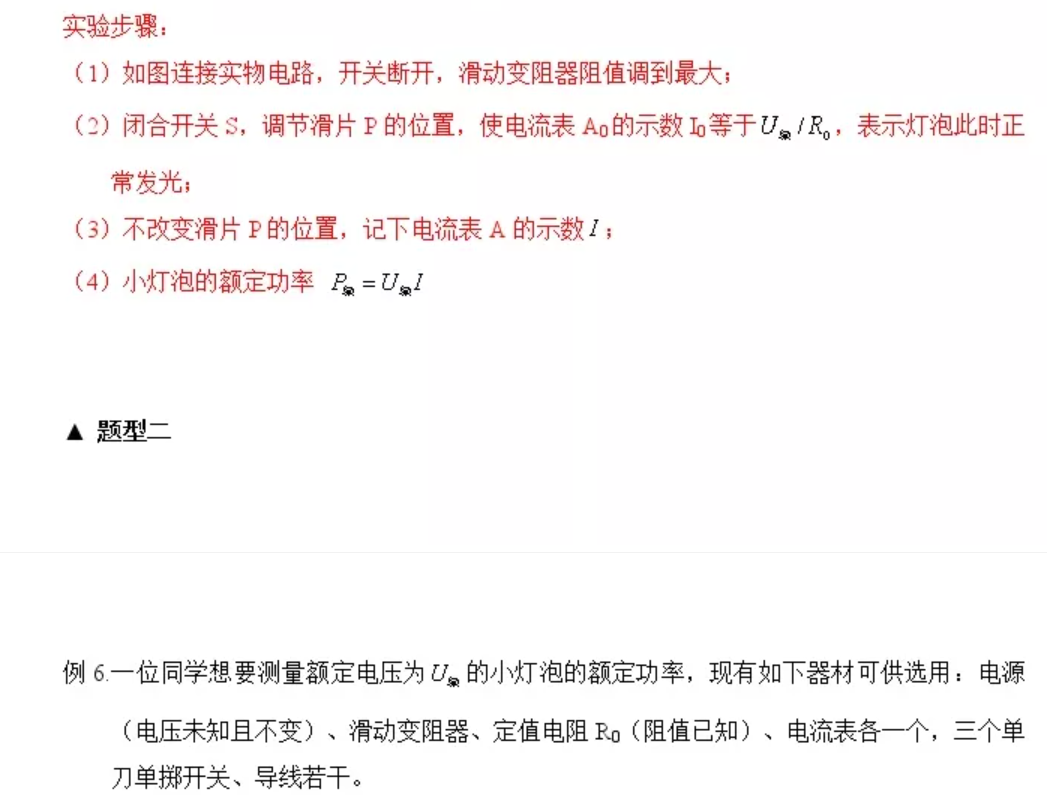 实验步骤：
（1）如图连接实物电路，开关断开，滑动变阻器阻值调到最大；
（2）闭合开关 S，调节滑片 P 的位置，使电流表 A₀的示数 I₀等于U额 / R₀，表示灯泡此时正
常发光；
（3）不改变滑片 P 的位置，记下电流表 A 的示数 I；
（4）小灯泡的额定功率 P额 = U额I
▲ 题型二
例 6.一位同学想要测量额定电压为 U额 的小灯泡的额定功率，现有如下器材可供选用：电源
（电压未知且不变）、滑动变阻器、定值电阻 R₀（阻值已知）、电流表各一个，三个单
刀单掷开关、导线若干。